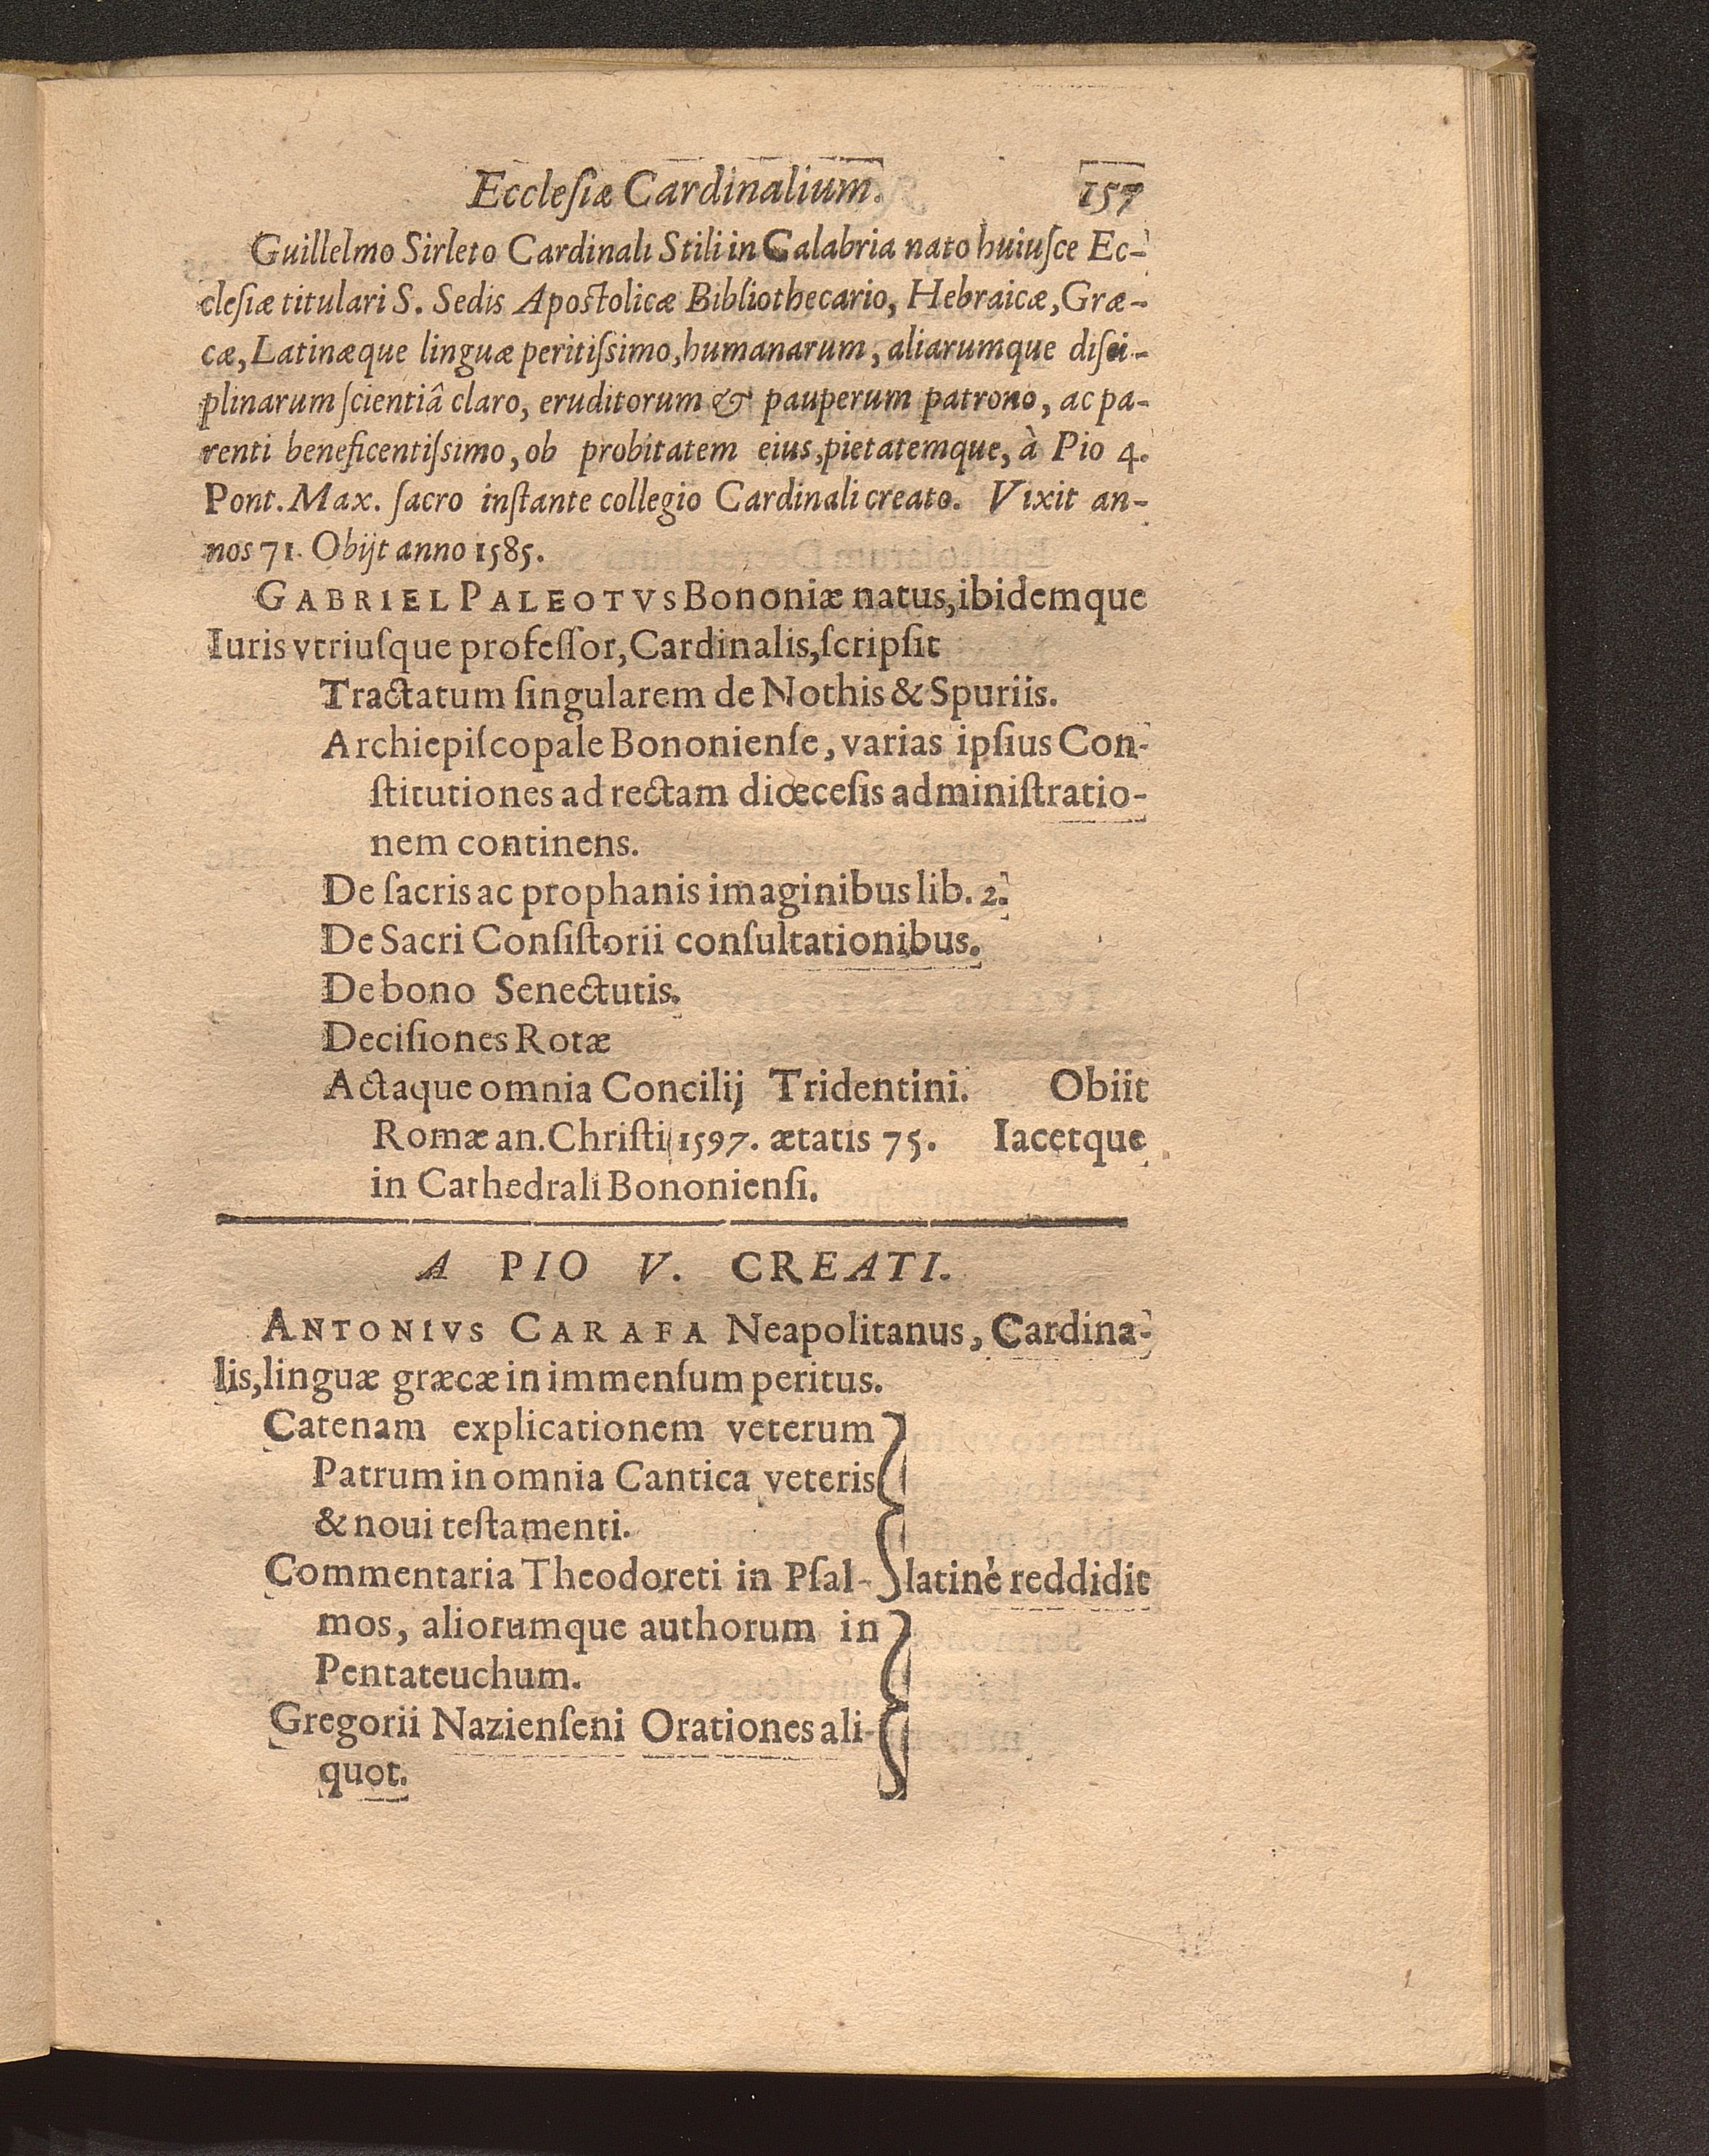 Ecclesiæ Cardinalium. 157
Guillelmo Sirleto Cardinali Stili in Calabria nato huiusce Ec-
clesiæ titulari S. Sedis Apostolicæ Bibliothecario, Hebraicæ, Græ-
cæ, Latinæque linguæ peritissimo, humanarum, aliarumque disci-
plinarum scientiâ claro, eruditorum & pauperum patrono, ac pa-
renti beneficentissimo, ob probitatem eius, pietatemque, à Pio 4.
Pont. Max. sacro instante collegio Cardinali creato. Vixit an-
nos 71. Obijt anno 1585.
GABRIEL PALEOTVS Bononiæ natus, ibidemque
Iuris vtriusque professor, Cardinalis, scripsit
Tractatum singularem de Nothis & Spuriis.
Archiepiscopale Bononiense, varias ipsius Con-
stitutiones ad rectam diœcesis administratio-
nem continens.
De sacris ac prophanis imaginibus lib. 2.
De Sacri Consistorii consultationibus.
De bono Senectutis.
Decisiones Rotæ
Actaque omnia Concilij Tridentini. Obiit
Romæ an. Christi 1597. ætatis 75. Iacetque
in Cathedrali Bononiensi.
A PIO V. CREATI.
ANTONIVS CARAFA Neapolitanus, Cardina-
lis, linguæ græcæ in immensum peritus.
Catenam explicationem veterum
Patrum in omnia Cantica veteris
& noui testamenti.
Commentaria Theodoreti in Psal- latinè reddidit
mos, aliorumque authorum in
Pentateuchum.
Gregorii Nazienseni Orationes ali-
quot.